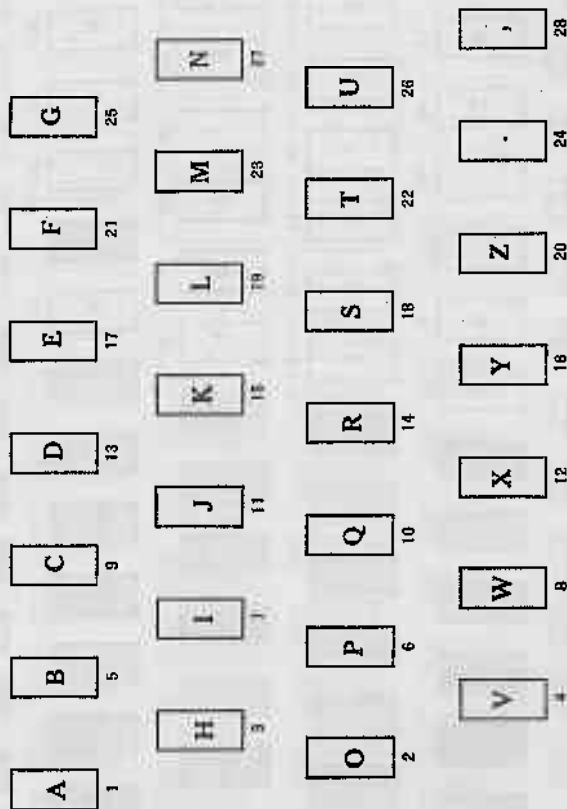 A B C D E F G
1 5 9 13 17 21 25
H I J K L M N
3 7 11 15 19 23 27
O P Q R S T U
2 6 10 14 18 22 26
V W X Y Z . ,
4 8 12 16 20 24 28